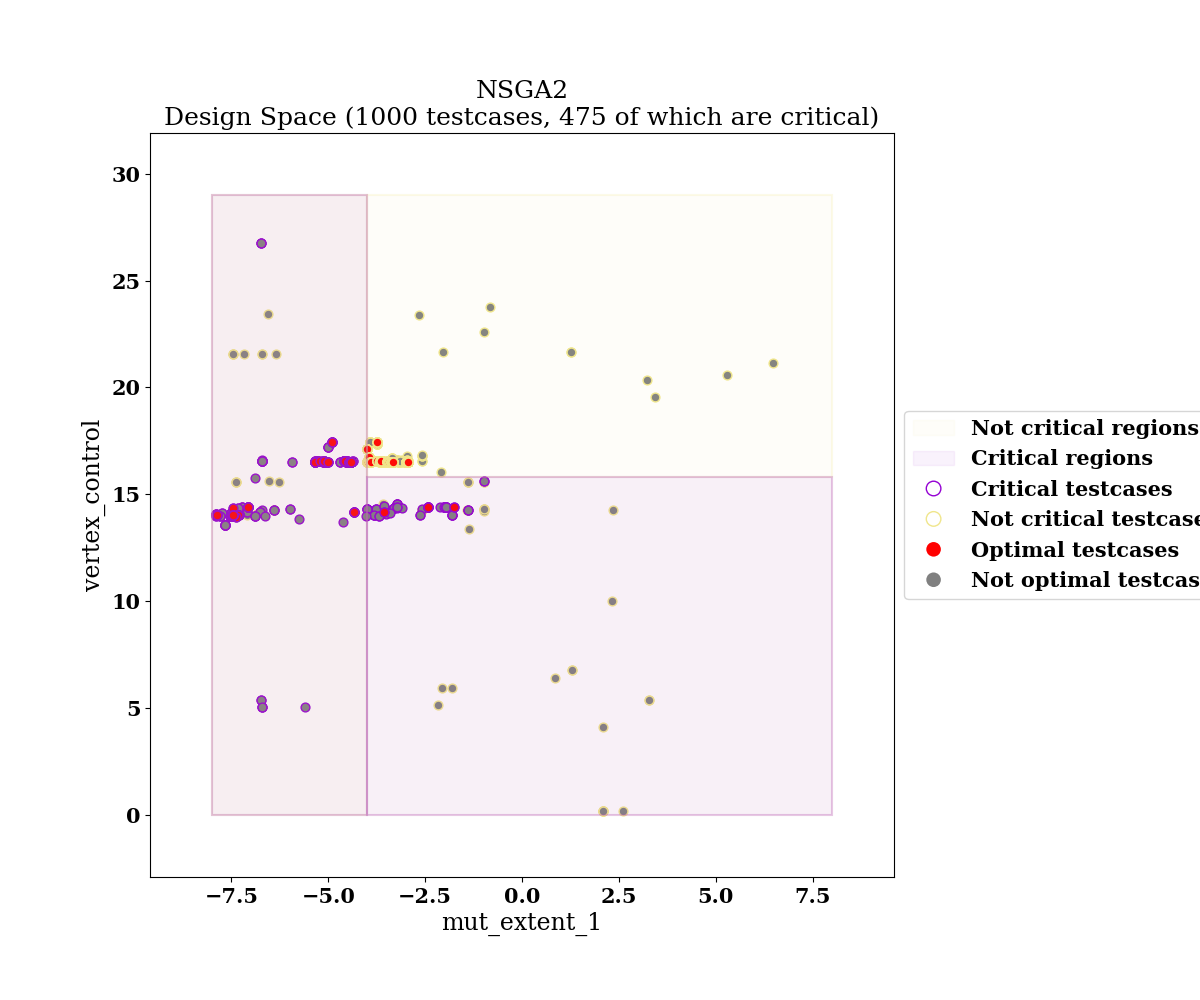 NSGA2
Design Space (1000 testcases, 475 of which are critical)
30
25
20
15
10
5
0
vertex_control
−7.5
−5.0
−2.5
0.0
2.5
5.0
7.5
mut_extent_1
Not critical regions
Critical regions
Critical testcases
Not critical testcase
Optimal testcases
Not optimal testcas